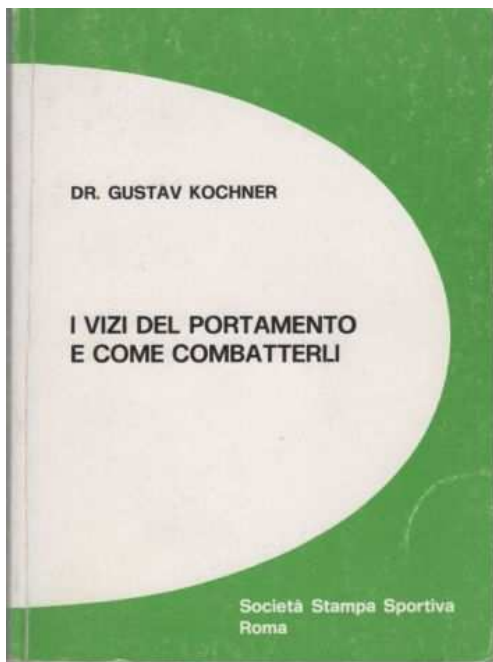 DR. GUSTAV KOCHNER
I VIZI DEL PORTAMENTO
E COME COMBATTERLI
Società Stampa Sportiva
Roma